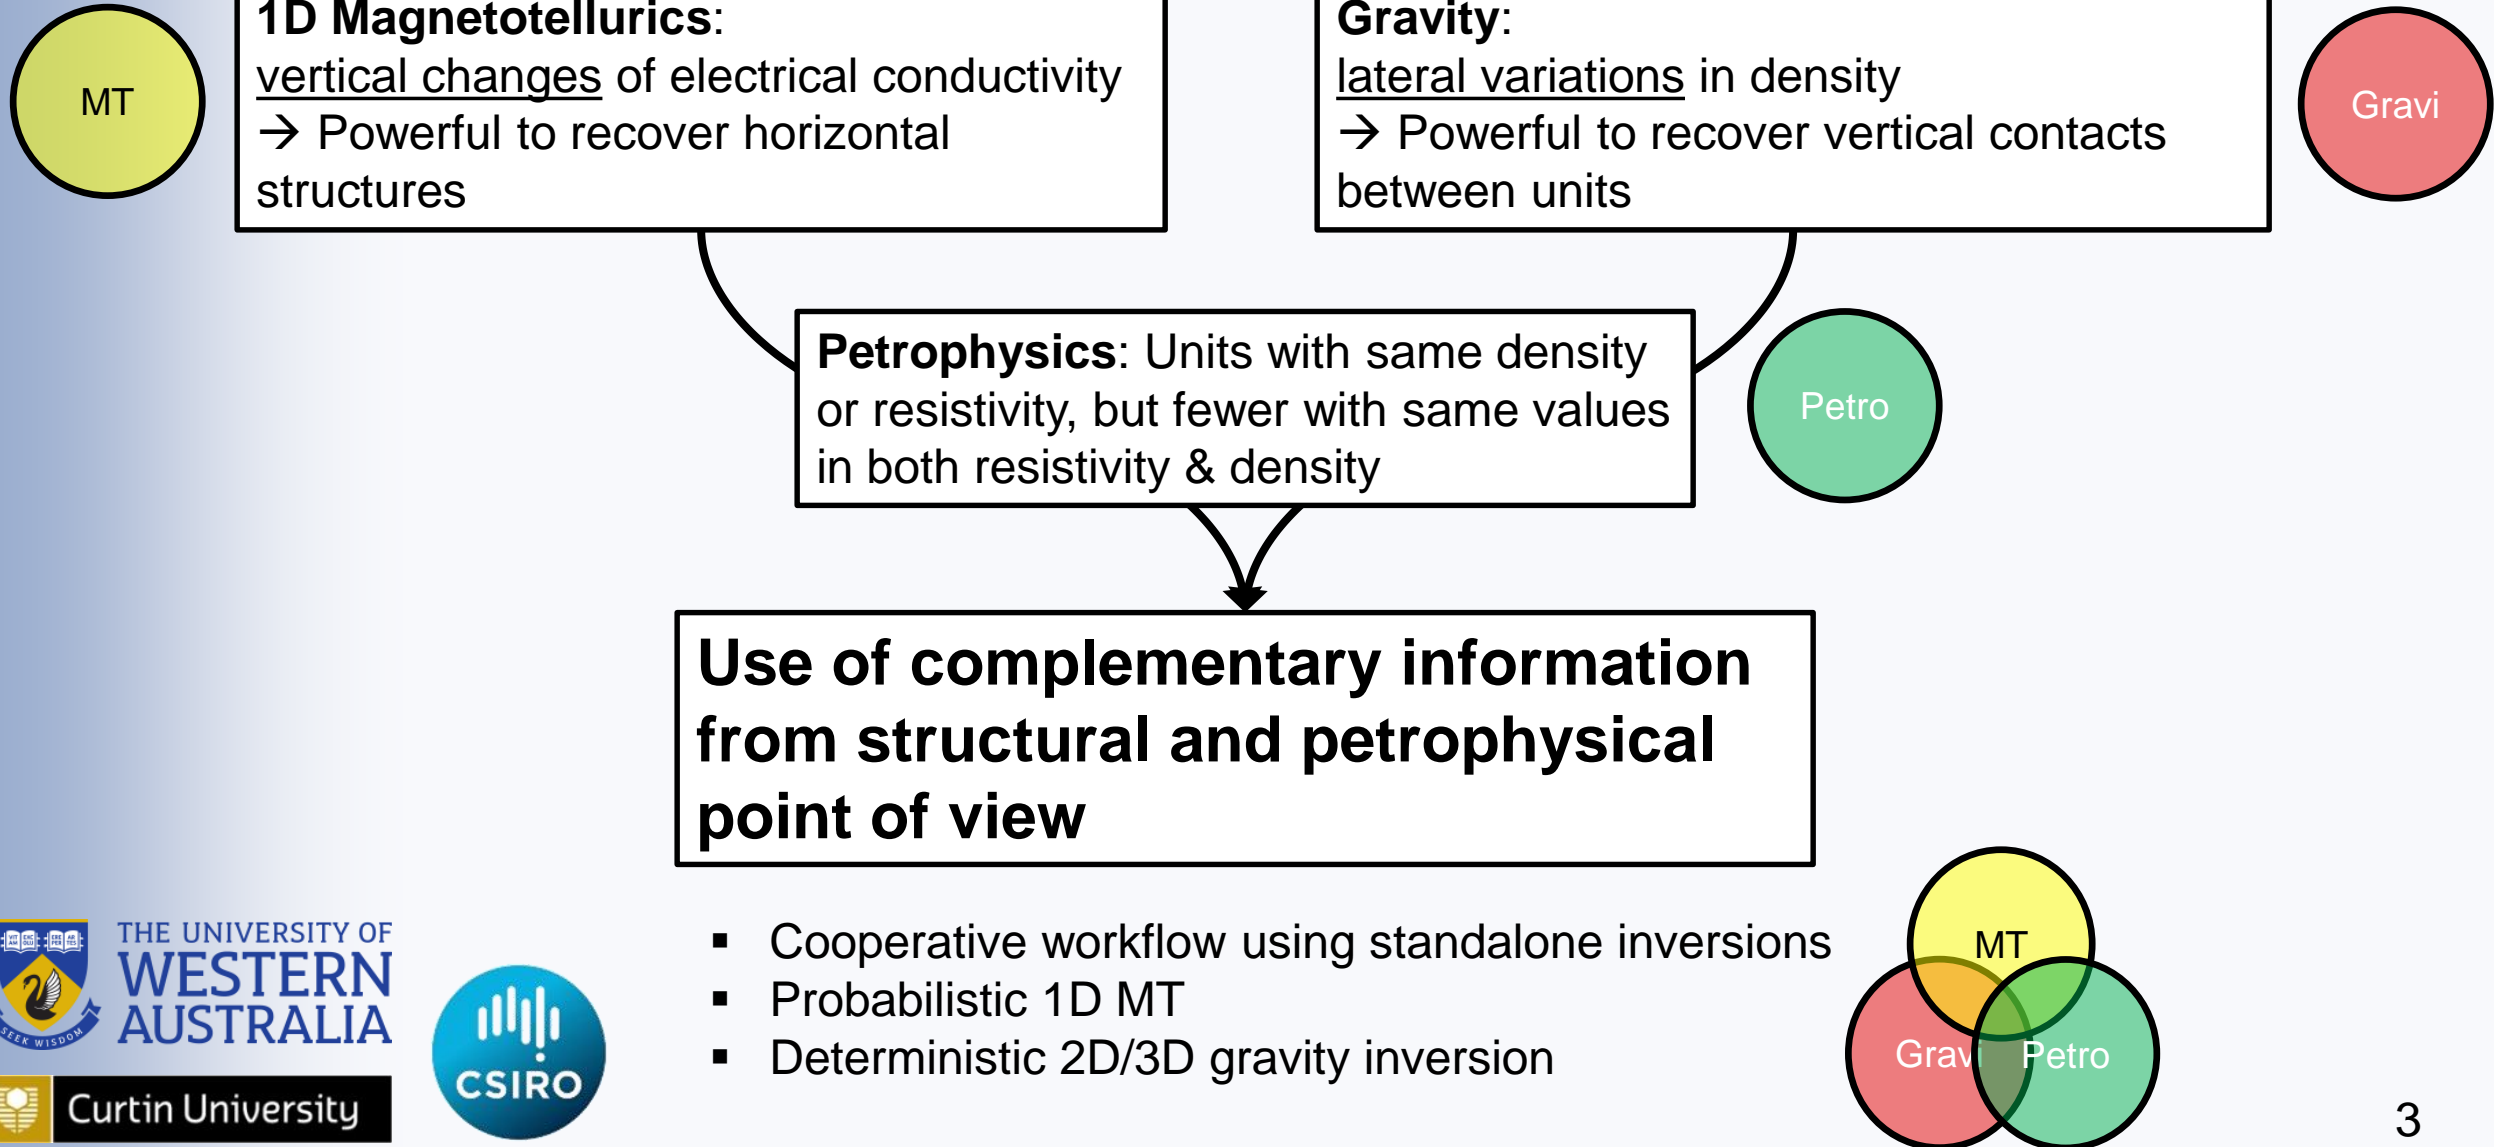 1D Magnetotellurics:
vertical changes of electrical conductivity
→ Powerful to recover horizontal
structures
MT
Gravity:
lateral variations in density
→ Powerful to recover vertical contacts
between units
Gravi
Petrophysics: Units with same density
or resistivity, but fewer with same values
in both resistivity & density
Petro
Use of complementary information
from structural and petrophysical
point of view
▪ Cooperative workflow using standalone inversions
▪ Probabilistic 1D MT
▪ Deterministic 2D/3D gravity inversion
MT
Gravi
Petro
SEEK WISDOM
THE UNIVERSITY OF
WESTERN
AUSTRALIA
Curtin University
CSIRO
3